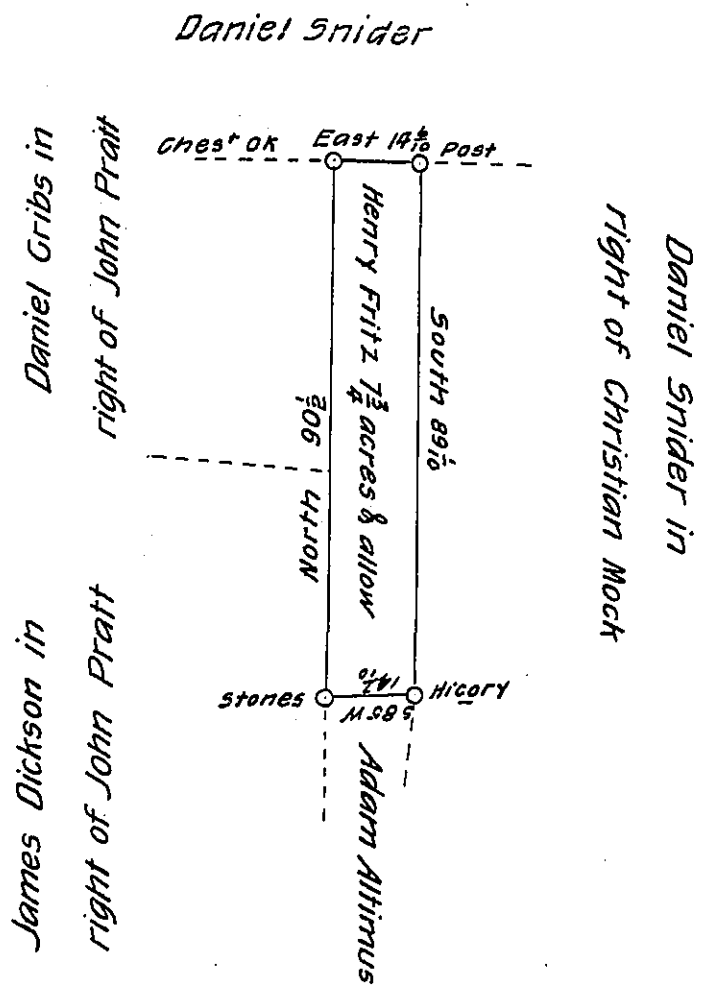 Daniel Snider
Daniel Gribs in
right of John Pratt
Chest OK
East 14 6/10
Post
Henry Fritz 7 3/4 acres & allow
South 89 1/10
Daniel Snider in
right of Christian Mock
North 90 1/2
James Dickson in
right of John Pratt
Stones
S 85 W
14 7/10
Hicory
Adam Altimus